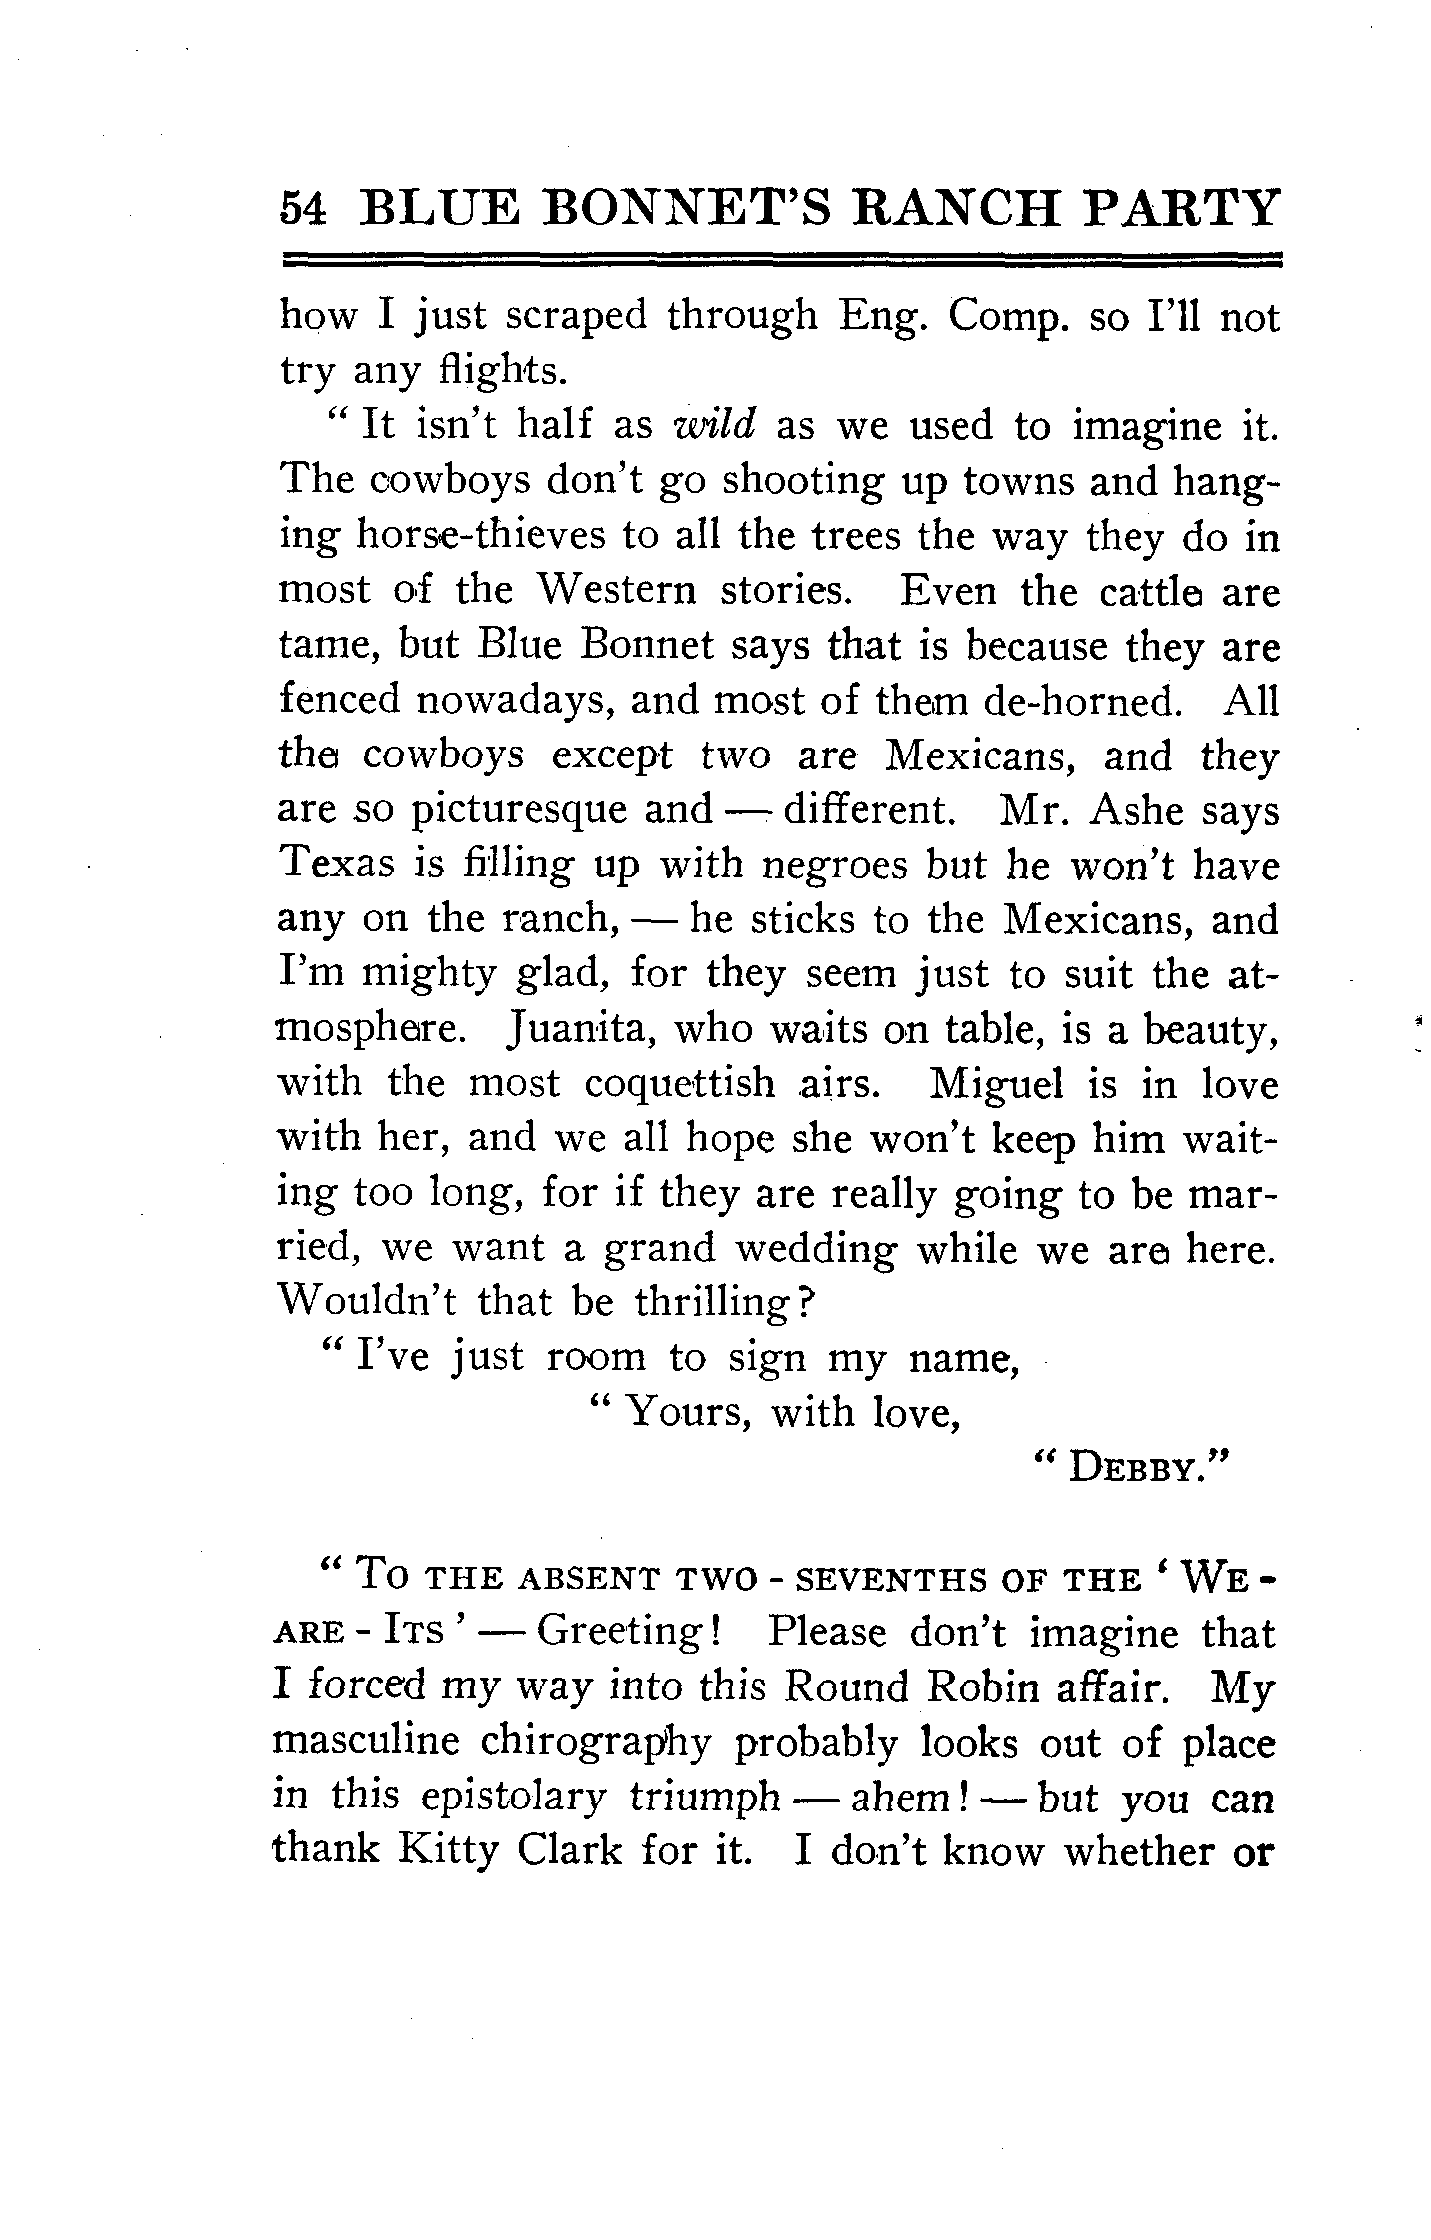 54 BLUE BONNET'S RANCH PARTY
how I just scraped through Eng. Comp. so I'll not
try any flights.
" It isn't half as wild as we used to imagine it.
The cowboys don't go shooting up towns and hang-
ing horse-thieves to all the trees the way they do in
most of the Western stories. Even the cattle are
tame, but Blue Bonnet says that is because they are
fenced nowadays, and most of them de-horned. All
the cowboys except two are Mexicans, and they
are so picturesque and — different. Mr. Ashe says
Texas is filling up with negroes but he won't have
any on the ranch, — he sticks to the Mexicans, and
I'm mighty glad, for they seem just to suit the at-
mosphere. Juanita, who waits on table, is a beauty,
with the most coquettish airs. Miguel is in love
with her, and we all hope she won't keep him wait-
ing too long, for if they are really going to be mar-
ried, we want a grand wedding while we are here.
Wouldn't that be thrilling?
" I've just room to sign my name,
" Yours, with love,
" DEBBY."
" TO THE ABSENT TWO - SEVENTHS OF THE ' WE -
ARE - ITS ' — Greeting! Please don't imagine that
I forced my way into this Round Robin affair. My
masculine chirography probably looks out of place
in this epistolary triumph — ahem! — but you can
thank Kitty Clark for it. I don't know whether or